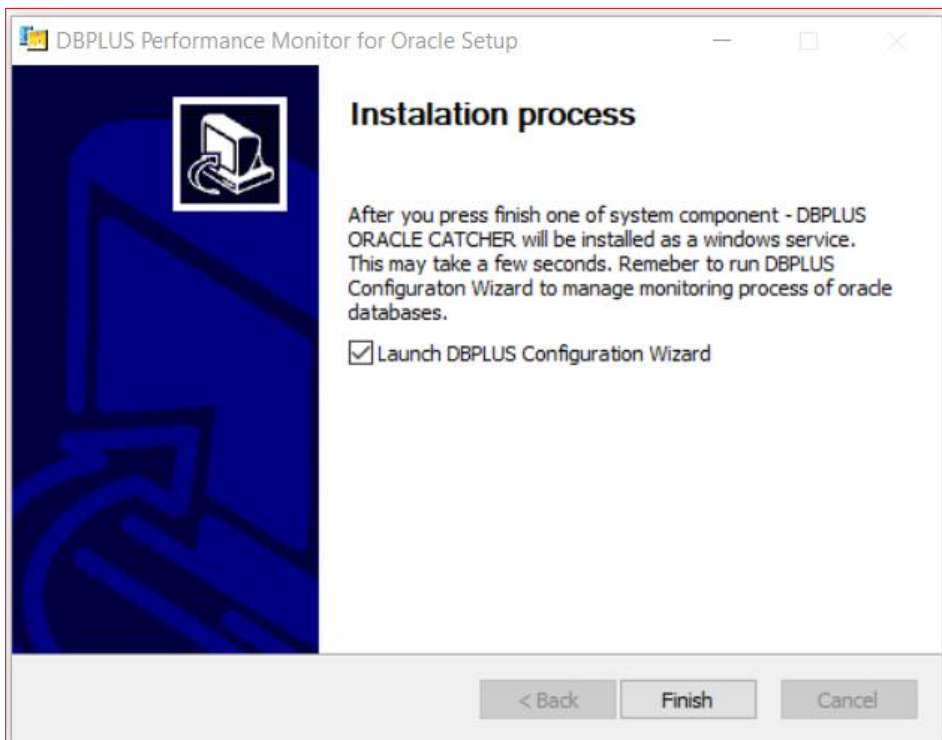 DBPLUS Performance Monitor for Oracle Setup
Instalation process
After you press finish one of system component - DBPLUS
ORACLE CATCHER will be installed as a windows service.
This may take a few seconds. Remeber to run DBPLUS
Configuraton Wizard to manage monitoring process of oracle
databases.
Launch DBPLUS Configuration Wizard
< Back
Finish
Cancel